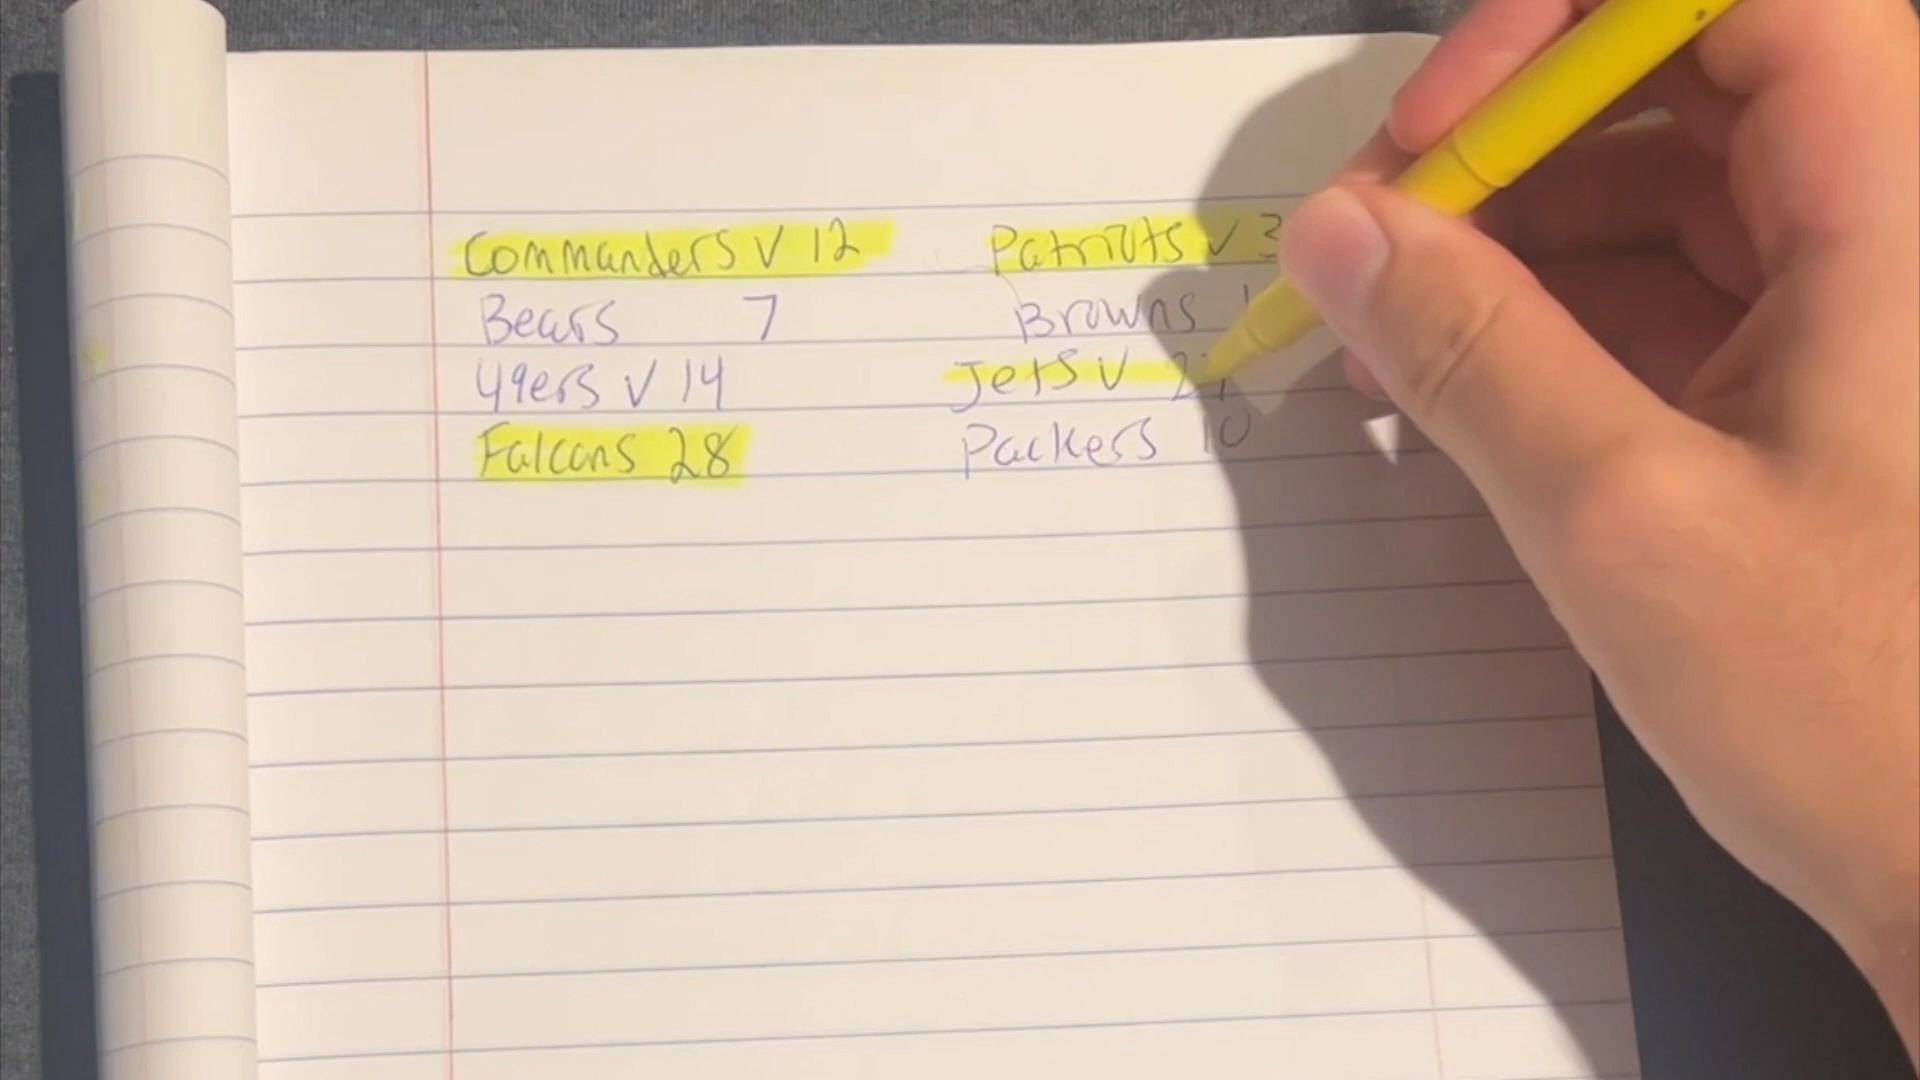 Commanders V 12
Bears 7
49ers V 14
Falcons 28
Patriots V
Browns
Jets V
Packers 10